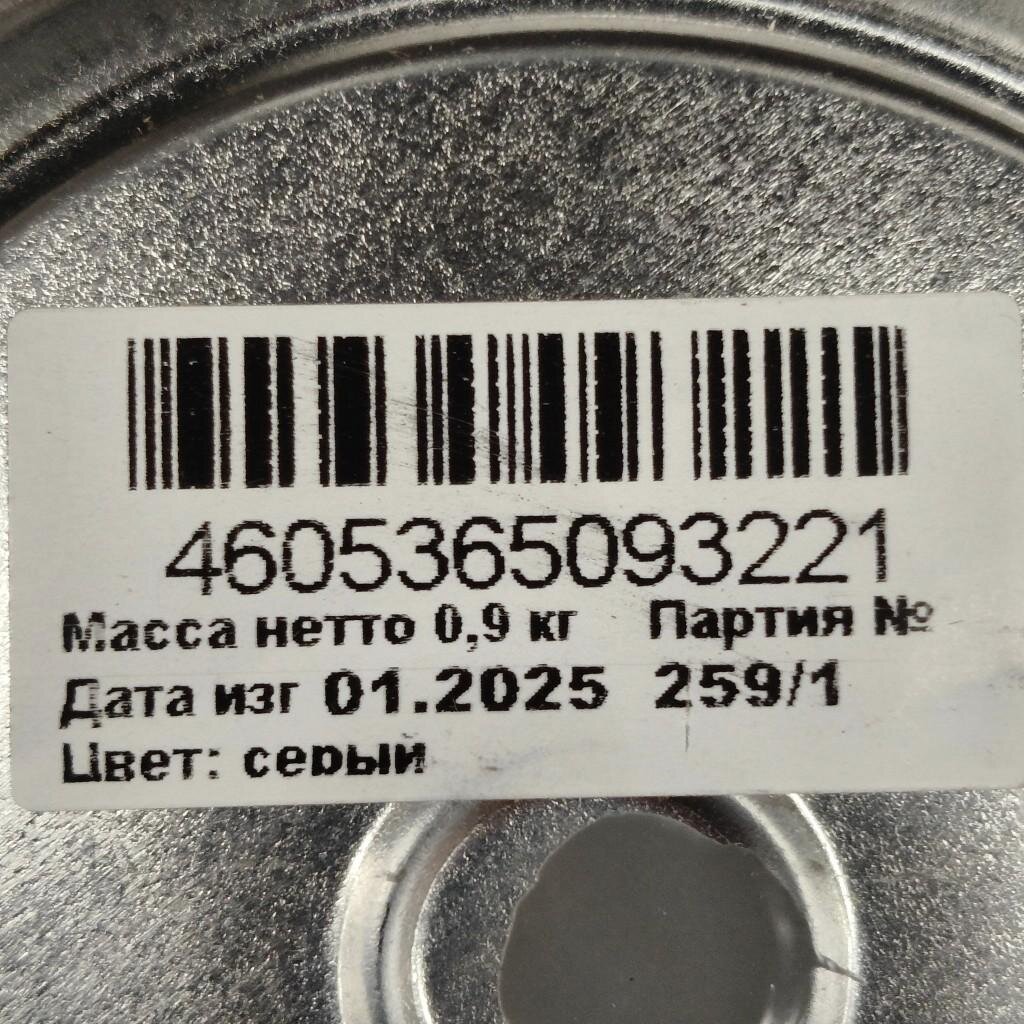 4605365093221
Масса нетто 0,9 кг Партия №
Дата изг 01.2025 259/1
Цвет: серый